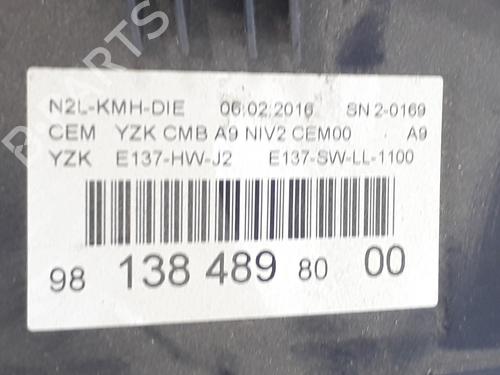 B-PARTS
N2L-KMH-DIE 06.02.2016 SN 2-0169
CEM YZK CMB A9 NIV2 CEM00 A9
YZK E137-HW-J2 E137-SW-LL-1100
98 138 489 80 00